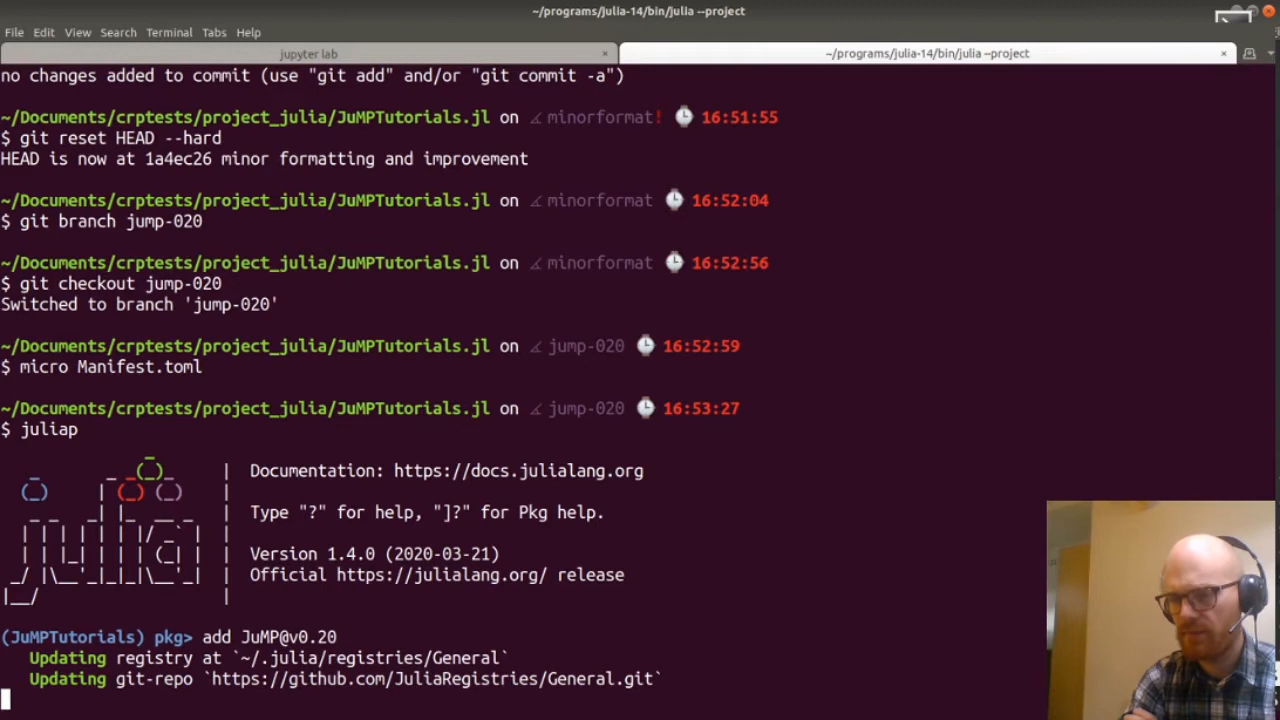 ~/programs/julia-14/bin/julia --project
File Edit View Search Terminal Tabs Help
jupyter lab × ~/programs/julia-14/bin/julia --project ×
no changes added to commit (use "git add" and/or "git commit -a")
~/Documents/crptests/project_julia/JuMPTutorials.jl on minorformat! 16:51:55
$ git reset HEAD --hard
HEAD is now at 1a4ec26 minor formatting and improvement
~/Documents/crptests/project_julia/JuMPTutorials.jl on minorformat 16:52:04
$ git branch jump-020
~/Documents/crptests/project_julia/JuMPTutorials.jl on minorformat 16:52:56
$ git checkout jump-020
Switched to branch 'jump-020'
~/Documents/crptests/project_julia/JuMPTutorials.jl on jump-020 16:52:59
$ micro Manifest.toml
~/Documents/crptests/project_julia/JuMPTutorials.jl on jump-020 16:53:27
$ juliap
julia
| Documentation: https://docs.julialang.org
|
| Type "?" for help, "]?" for Pkg help.
|
| Version 1.4.0 (2020-03-21)
| Official https://julialang.org/ release
|
(JuMPTutorials) pkg> add JuMP@v0.20
Updating registry at `~/.julia/registries/General`
Updating git-repo `https://github.com/JuliaRegistries/General.git`